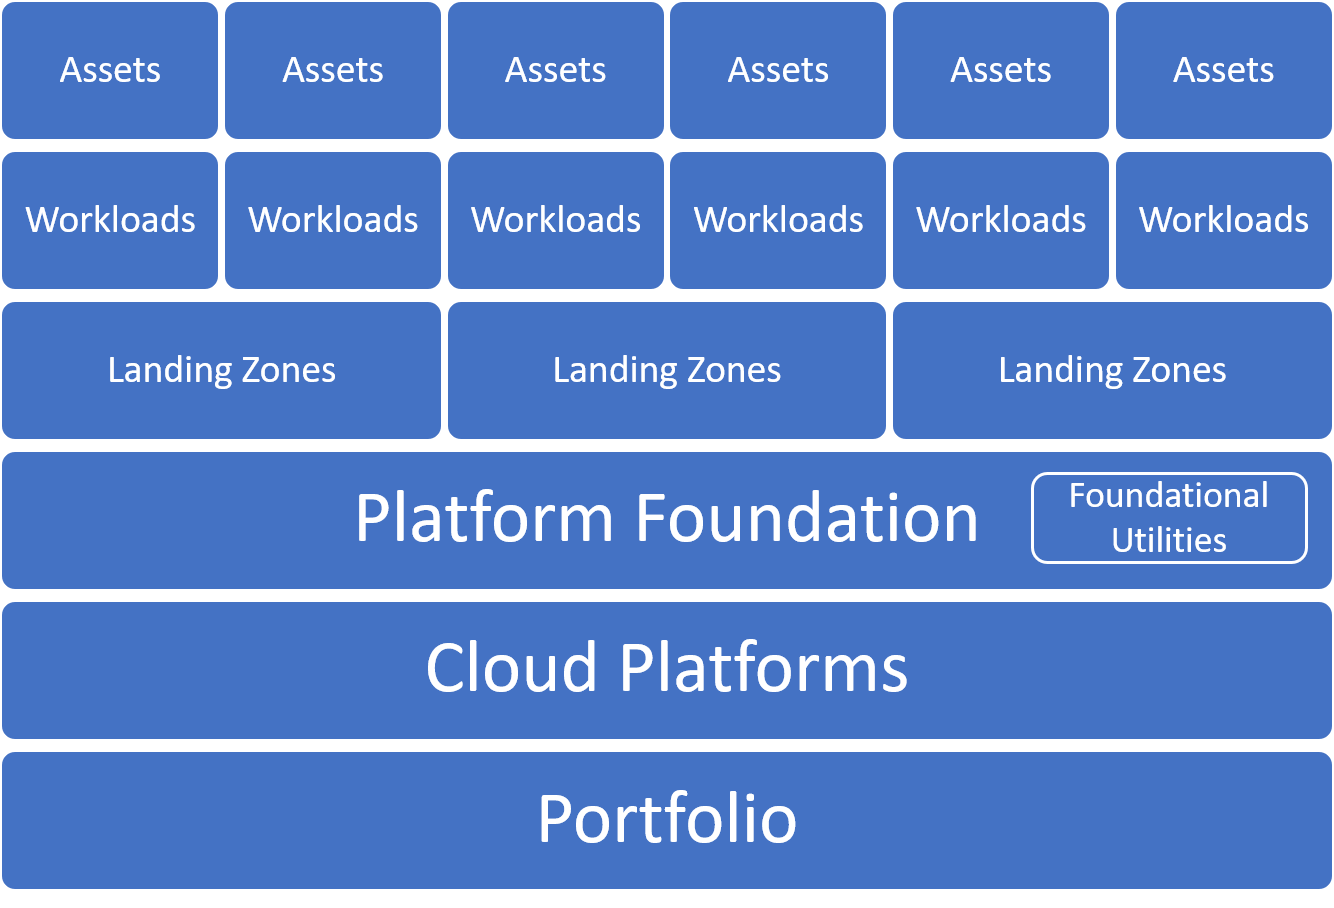 Assets
Assets
Assets
Assets
Assets
Assets
Workloads
Workloads
Workloads
Workloads
Workloads
Workloads
Landing Zones
Landing Zones
Landing Zones
Platform Foundation
Foundational
Utilities
Cloud Platforms
Portfolio